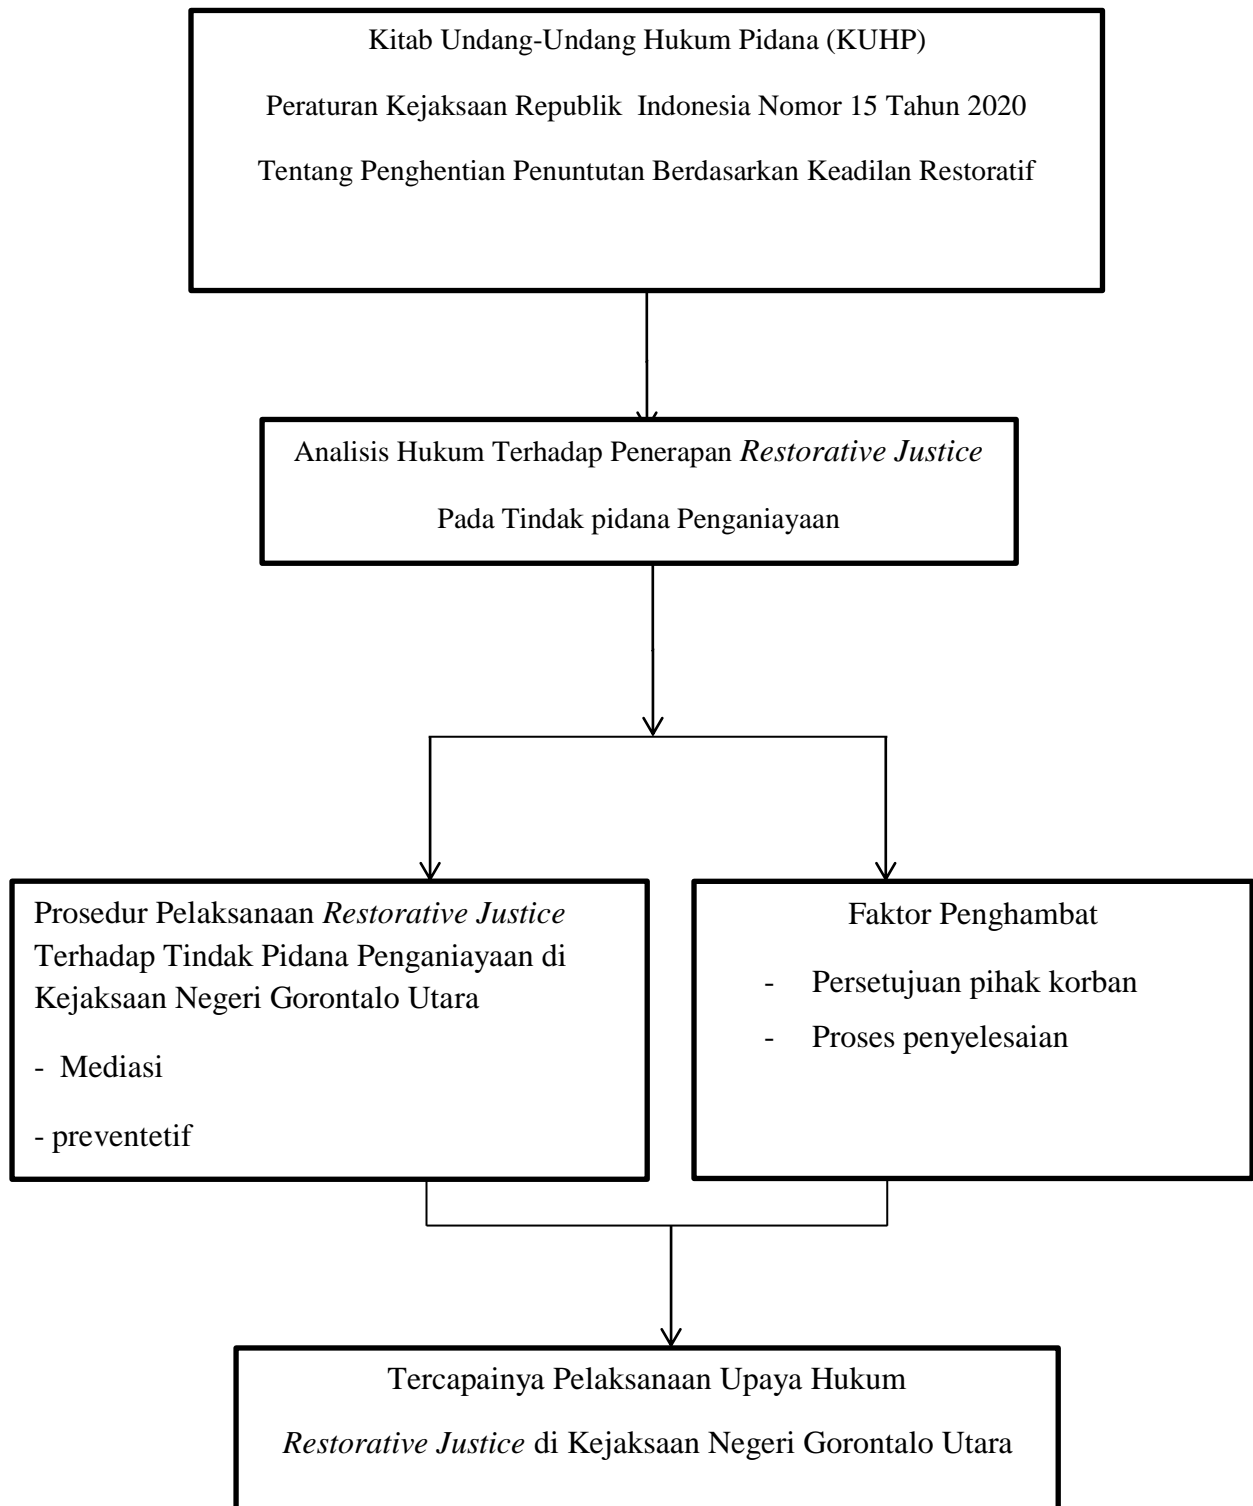 Kitab Undang-Undang Hukum Pidana (KUHP)
Peraturan Kejaksaan Republik Indonesia Nomor 15 Tahun 2020
Tentang Penghentian Penuntutan Berdasarkan Keadilan Restoratif
Analisis Hukum Terhadap Penerapan Restorative Justice
Pada Tindak pidana Penganiayaan
Prosedur Pelaksanaan Restorative Justice
Terhadap Tindak Pidana Penganiayaan di
Kejaksaan Negeri Gorontalo Utara
- Mediasi
- preventetif
Faktor Penghambat
- Persetujuan pihak korban
- Proses penyelesaian
Tercapainya Pelaksanaan Upaya Hukum
Restorative Justice di Kejaksaan Negeri Gorontalo Utara